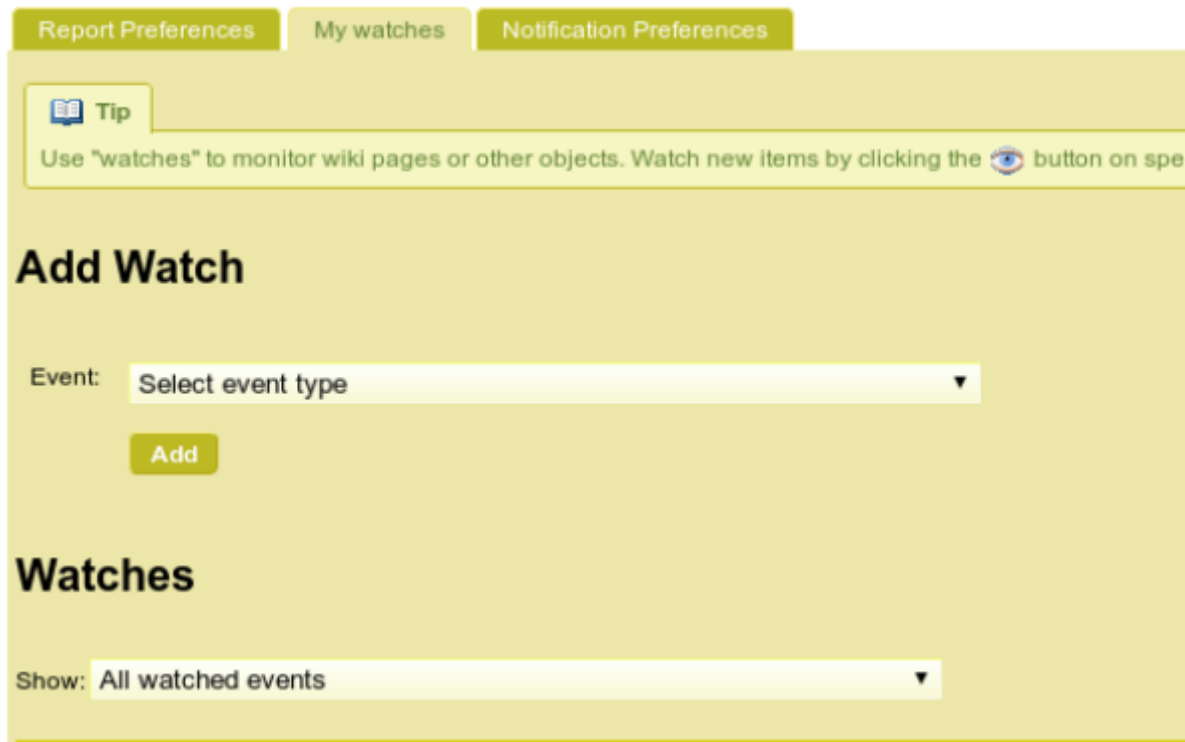 Report Preferences My watches Notification Preferences
Tip
Use "watches" to monitor wiki pages or other objects. Watch new items by clicking the button on spe
Add Watch
Event: Select event type
Add
Watches
Show: All watched events